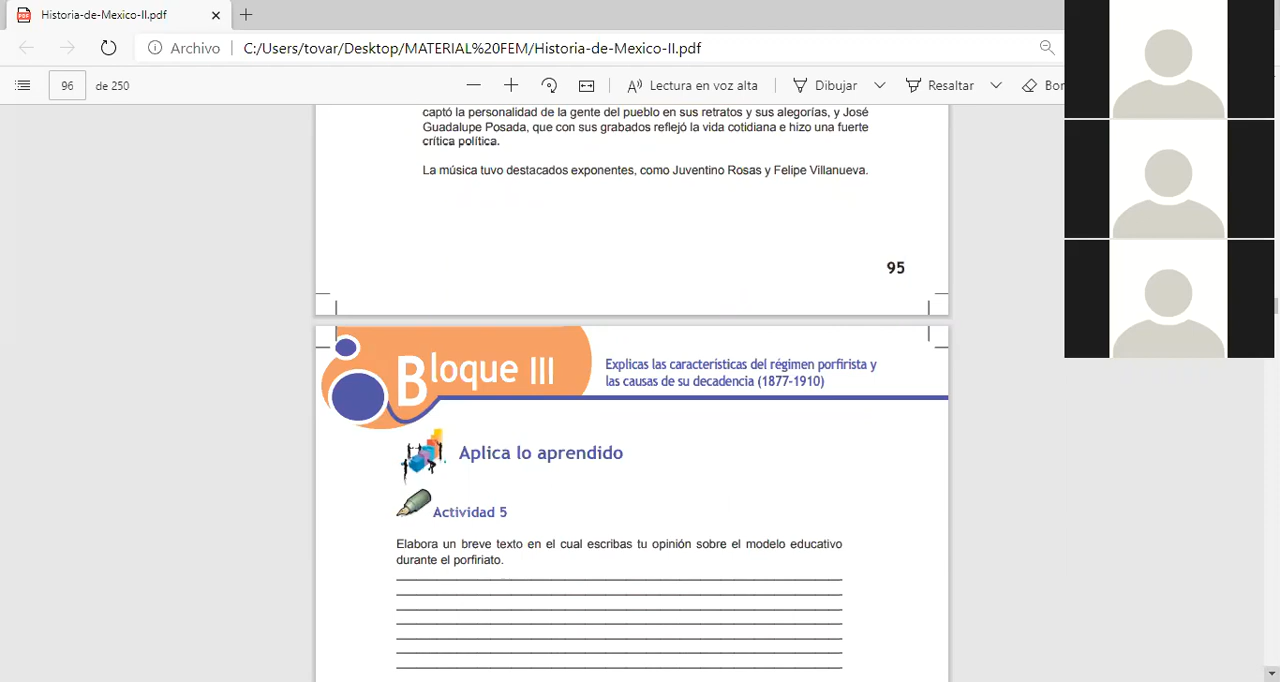 Historia-de-Mexico-II.pdf
Archivo C:/Users/tovar/Desktop/MATERIAL%20FEM/Historia-de-Mexico-II.pdf
96 de 250 Lectura en voz alta Dibujar Resaltar Bor
captó la personalidad de la gente del pueblo en sus retratos y sus alegorías, y José
Guadalupe Posada, que con sus grabados reflejó la vida cotidiana e hizo una fuerte
crítica política.
La música tuvo destacados exponentes, como Juventino Rosas y Felipe Villanueva.
95
Bloque III
Explicas las características del régimen porfirista y
las causas de su decadencia (1877-1910)
Aplica lo aprendido
Actividad 5
Elabora un breve texto en el cual escribas tu opinión sobre el modelo educativo
durante el porfiriato.